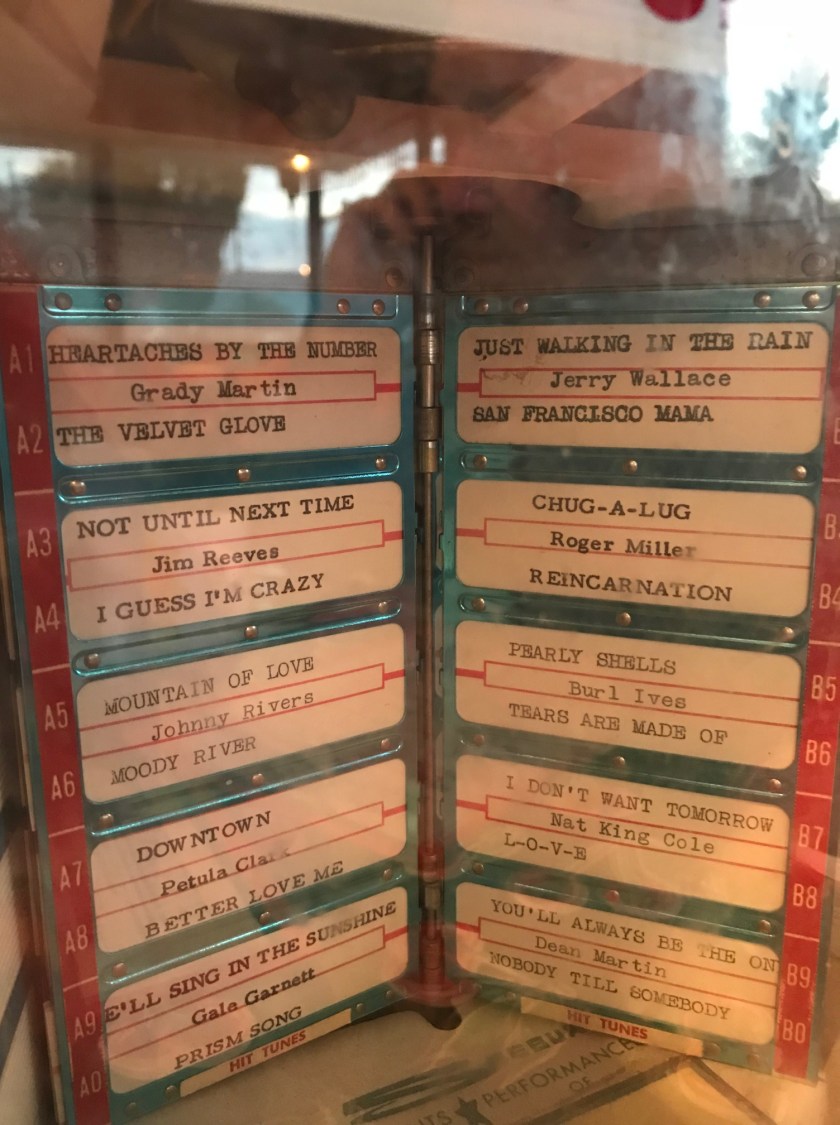 A1 HEARTACHES BY THE NUMBER
Grady Martin
A2 THE VELVET GLOVE
A3 NOT UNTIL NEXT TIME
Jim Reeves
A4 I GUESS I'M CRAZY
A5 MOUNTAIN OF LOVE
Johnny Rivers
A6 MOODY RIVER
A7 DOWNTOWN
Petula Clark
A8 BETTER LOVE ME
A9 E'LL SING IN THE SUNSHINE
Gale Garnett
A0 PRISM SONG
HIT TUNES
JUST WALKING IN THE RAIN
Jerry Wallace
SAN FRANCISCO MAMA
CHUG-A-LUG
Roger Miller
REINCARNATION B4
PEARLY SHELLS B5
Burl Ives
TEARS ARE MADE OF B6
I DON'T WANT TOMORROW
Nat King Cole B7
L-O-V-E B8
YOU'LL ALWAYS BE THE ON
Dean Martin B9
NOBODY TILL SOMEBODY B0
HIT TUNES
PERFORMANCE
OF